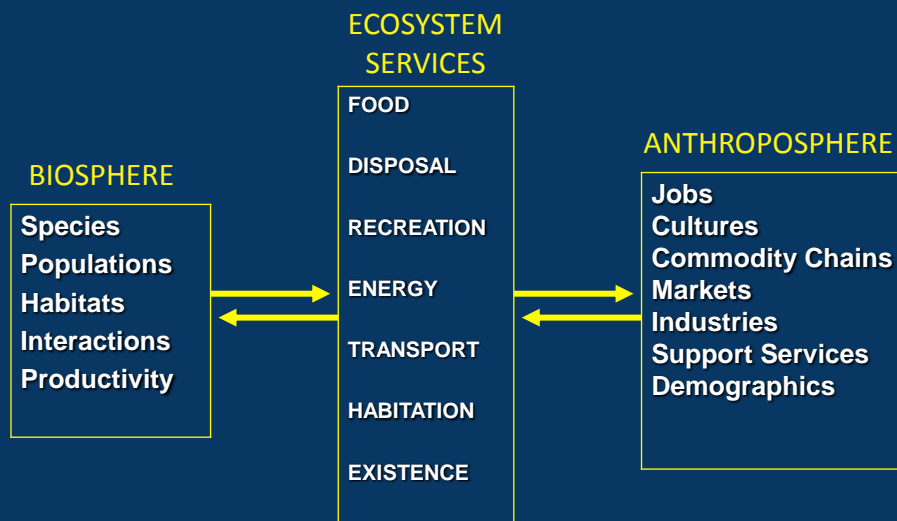 ECOSYSTEM
SERVICES
FOOD
DISPOSAL
RECREATION
ENERGY
TRANSPORT
HABITATION
EXISTENCE
BIOSPHERE
Species
Populations
Habitats
Interactions
Productivity
ANTHROPOSPHERE
Jobs
Cultures
Commodity Chains
Markets
Industries
Support Services
Demographics